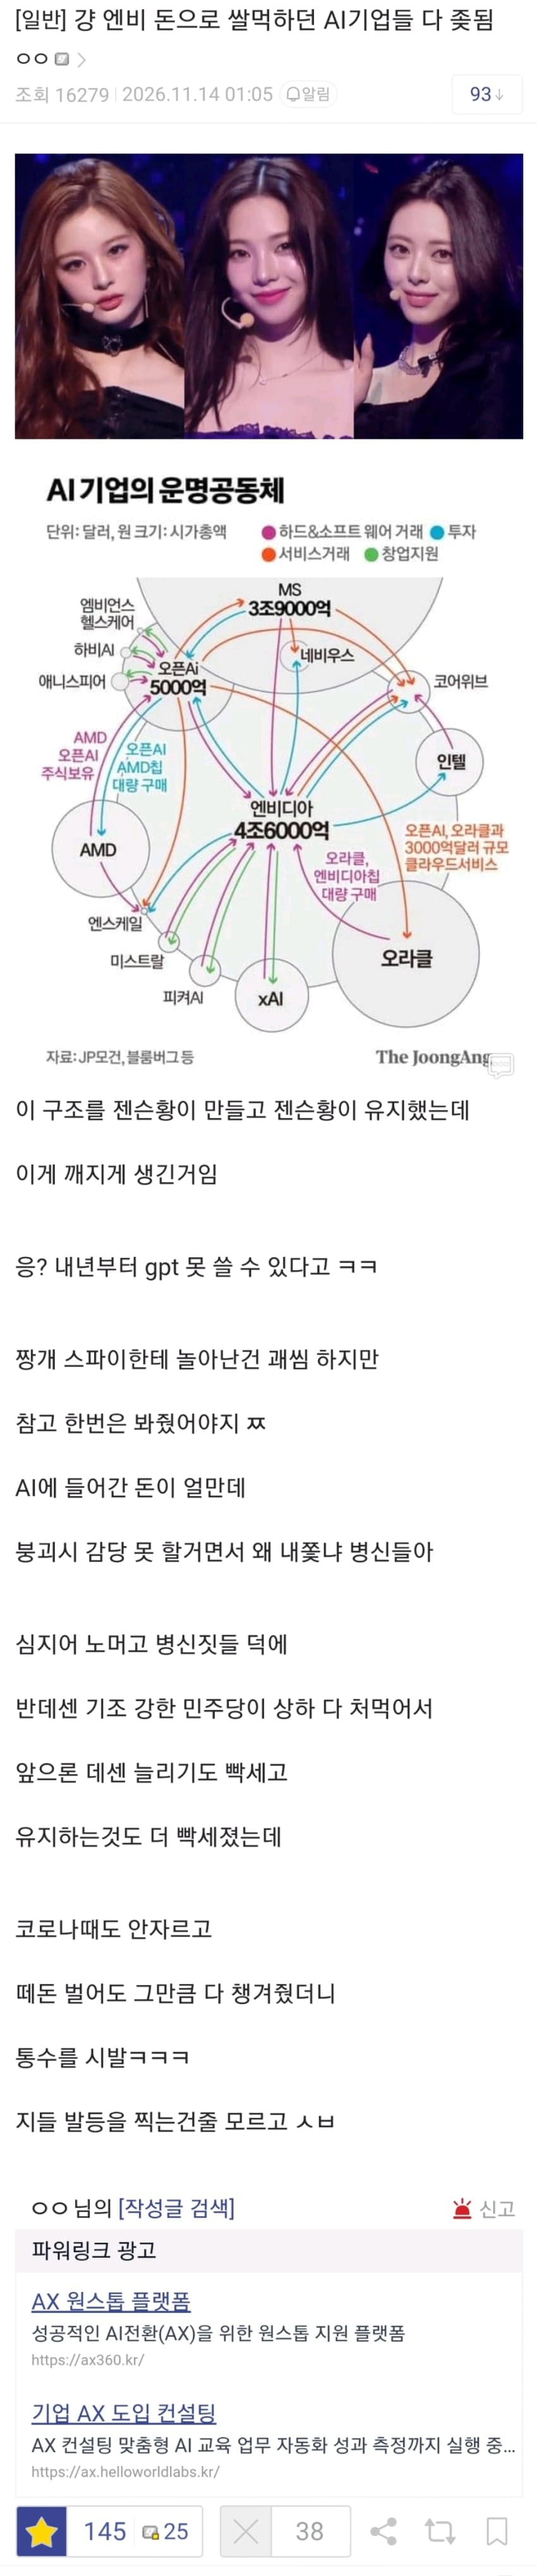 [일반] 걍 엔비 돈으로 쌀먹하던 AI기업들 다 좆됨
ㅇㅇ
조회 16279 2026.11.14 01:05 알림
93↓
AI 기업의 운명공동체
단위: 달러, 원 크기: 시가총액
하드&소프트 웨어 거래 투자
서비스거래 창업지원
MS
3조9000억
엠비언스
헬스케어
하비AI
애니스피어
오픈Ai
5000억
네비우스
코어위브
AMD
오픈AI
주식보유
오픈AI
AMD칩
대량 구매
인텔
엔비디아
4조6000억
AMD
오픈AI, 오라클과
3000억달러 규모
클라우드서비스
오라클,
엔비디아칩
대량 구매
엔스케일
미스트랄
피겨AI
xAI
오라클
자료: JP모건, 블룸버그 등
The JoongAng
이 구조를 젠슨황이 만들고 젠슨황이 유지했는데
이게 깨지게 생긴거임
응? 내년부터 gpt 못 쓸 수 있다고 ㅋㅋ
짱개 스파이한테 놀아난건 괘씸 하지만
참고 한번은 봐줬어야지 ㅉ
AI에 들어간 돈이 얼만데
붕괴시 감당 못 할거면서 왜 내쫓냐 병신들아
심지어 노머고 병신짓들 덕에
반데센 기조 강한 민주당이 상하 다 처먹어서
앞으론 데센 늘리기도 빡세고
유지하는것도 더 빡세졌는데
코로나때도 안자르고
떼돈 벌어도 그만큼 다 챙겨줬더니
통수를 시발ㅋㅋㅋ
지들 발등을 찍는건줄 모르고 ㅅㅂ
ㅇㅇ 님의 [작성글 검색]
신고
파워링크 광고
AX 원스톱 플랫폼
성공적인 AI전환(AX)을 위한 원스톱 지원 플랫폼
https://ax360.kr/
기업 AX 도입 컨설팅
AX 컨설팅 맞춤형 AI 교육 업무 자동화 성과 측정까지 실행 중...
https://ax.helloworldlabs.kr/
145 25 38